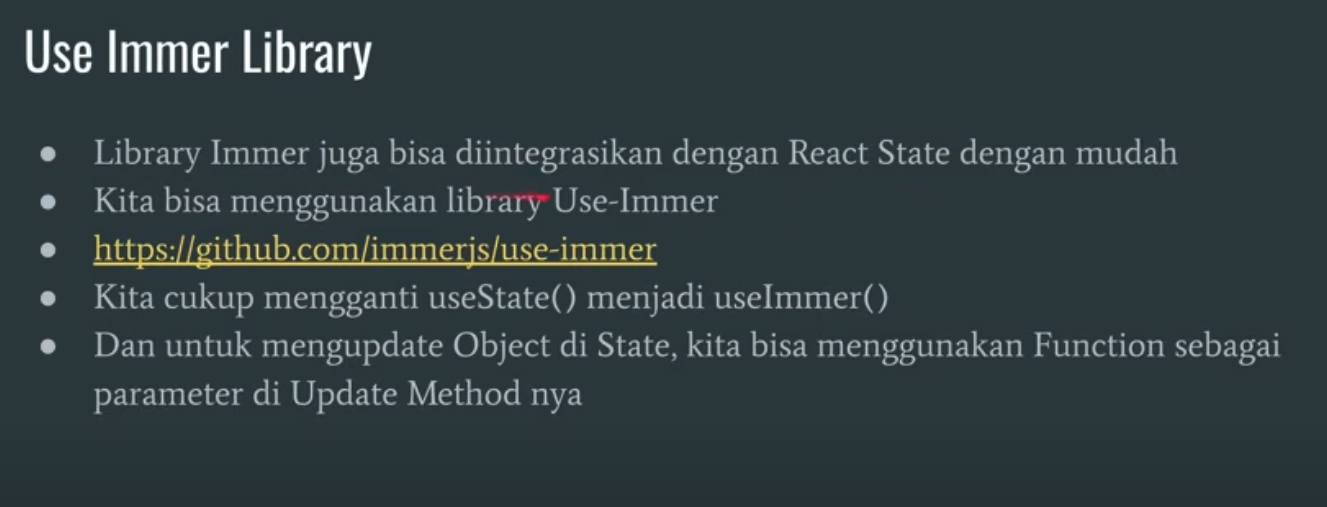 Use Immer Library
● Library Immer juga bisa diintegrasikan dengan React State dengan mudah
● Kita bisa menggunakan library Use-Immer
● https://github.com/immerjs/use-immer
● Kita cukup mengganti useState() menjadi useImmer()
● Dan untuk mengupdate Object di State, kita bisa menggunakan Function sebagai
parameter di Update Method nya